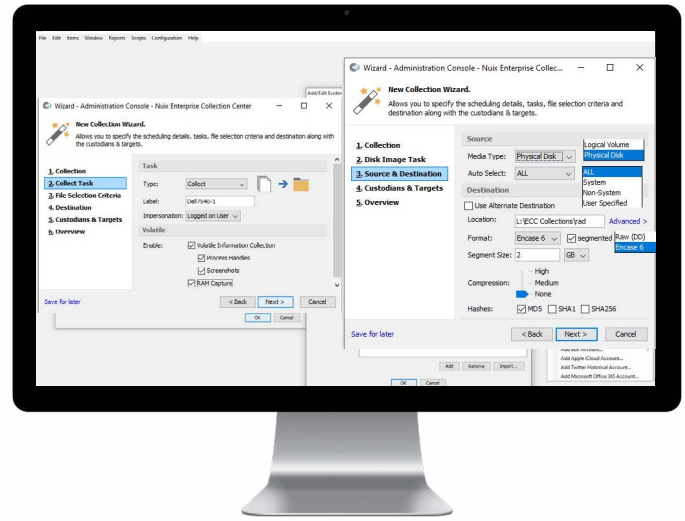 File Edit Items Window Reports Scripts Configuration Help
Add/Edit Eviden
Wizard - Administration Console - Nuix Enterprise Collection Center
New Collection Wizard.
Allows you to specify the scheduling details, tasks, file selection criteria and destination along with
the custodians & targets.
1. Collection
2. Collect Task
3. File Selection Criteria
4. Destination
5. Custodians & Targets
6. Overview
Task
Type: Collect
Label: Dell7540-1
Impersonation: Logged on User
Volatile
Enable: Volatile Information Collection
Process Handles
Screenshots
RAM Capture
Save for later
< Back Next > Cancel
OK Cancel
Wizard - Administration Console - Nuix Enterprise Collec...
New Collection Wizard.
Allows you to specify the scheduling details, tasks, file selection criteria and
destination along with the custodians & targets.
1. Collection
2. Disk Image Task
3. Source & Destination
4. Custodians & Targets
5. Overview
Source
Media Type: Physical Disk
Logical Volume
Physical Disk
Auto Select: ALL
ALL
System
Non-System
User Specified
Destination
Use Alternate Destination
Location: L:\ECC Collections\rad Advanced >
Format: Encase 6 segmented
Raw (DD)
Encase 6
Segment Size: 2 GB
Compression:
High
Medium
None
Hashes: MD5 SHA1 SHA256
Save for later
< Back Next > Cancel
Add Remove Import...
OK Cancel
Add Apple iCloud Account...
Add Twitter Historical Account...
Add Microsoft Office 365 Account...